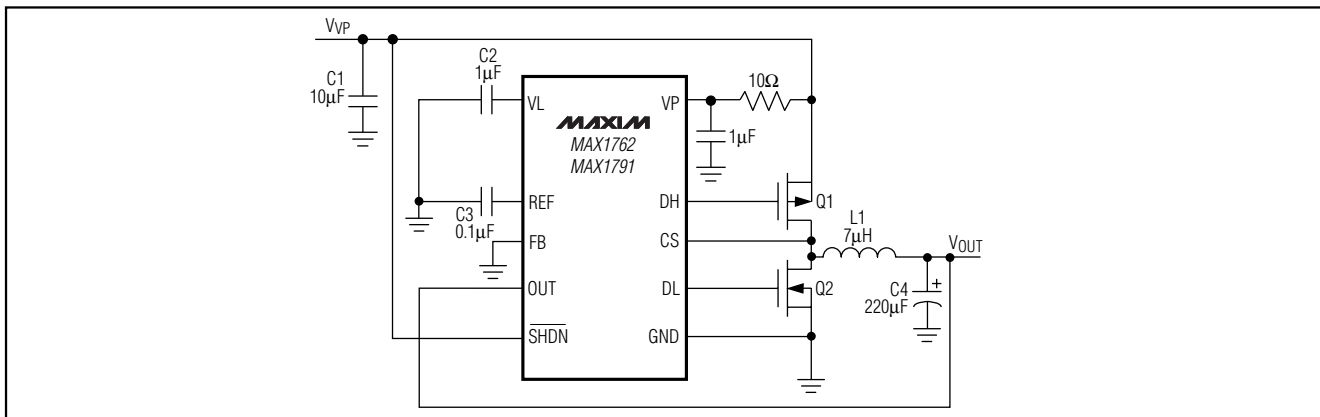 VVP
C1
10μF
C2
1μF
VL
VP
10Ω
1μF
MAXIM
MAX1762
MAX1791
C3
0.1μF
REF
DH
Q1
FB
CS
L1
7μH
VOUT
OUT
DL
Q2
C4
220μF
+
SHDN
GND